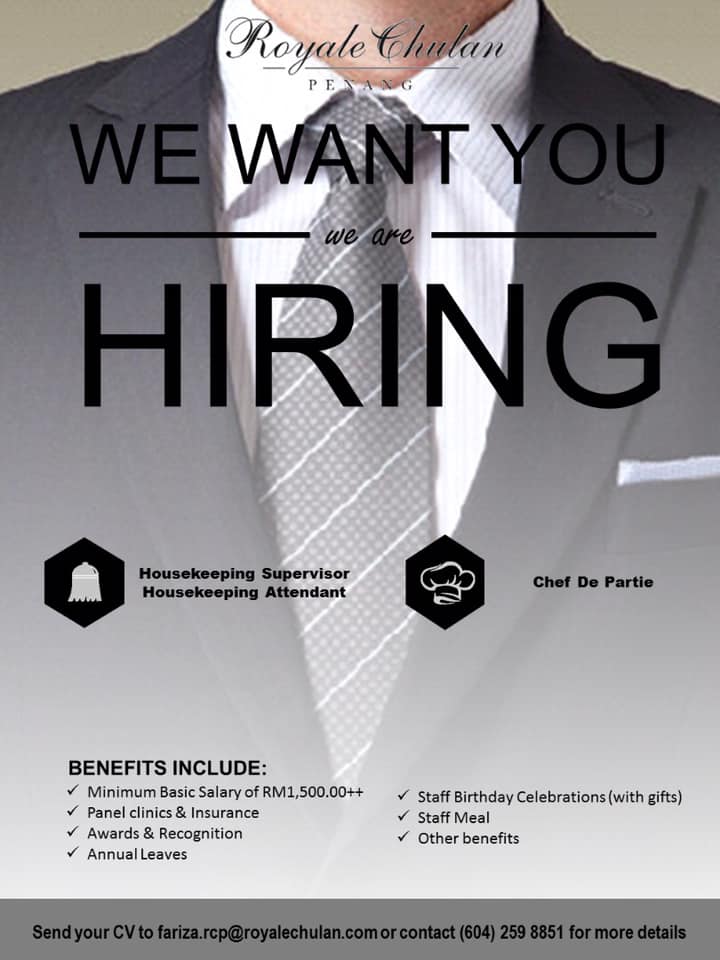 Royale Chulan
PENANG
WE WANT YOU
we are
HIRING
Housekeeping Supervisor
Housekeeping Attendant
Chef De Partie
BENEFITS INCLUDE:
✓ Minimum Basic Salary of RM1,500.00++
✓ Panel clinics & Insurance
✓ Awards & Recognition
✓ Annual Leaves
✓ Staff Birthday Celebrations (with gifts)
✓ Staff Meal
✓ Other benefits
Send your CV to fariza.rcp@royalechulan.com or contact (604) 259 8851 for more details